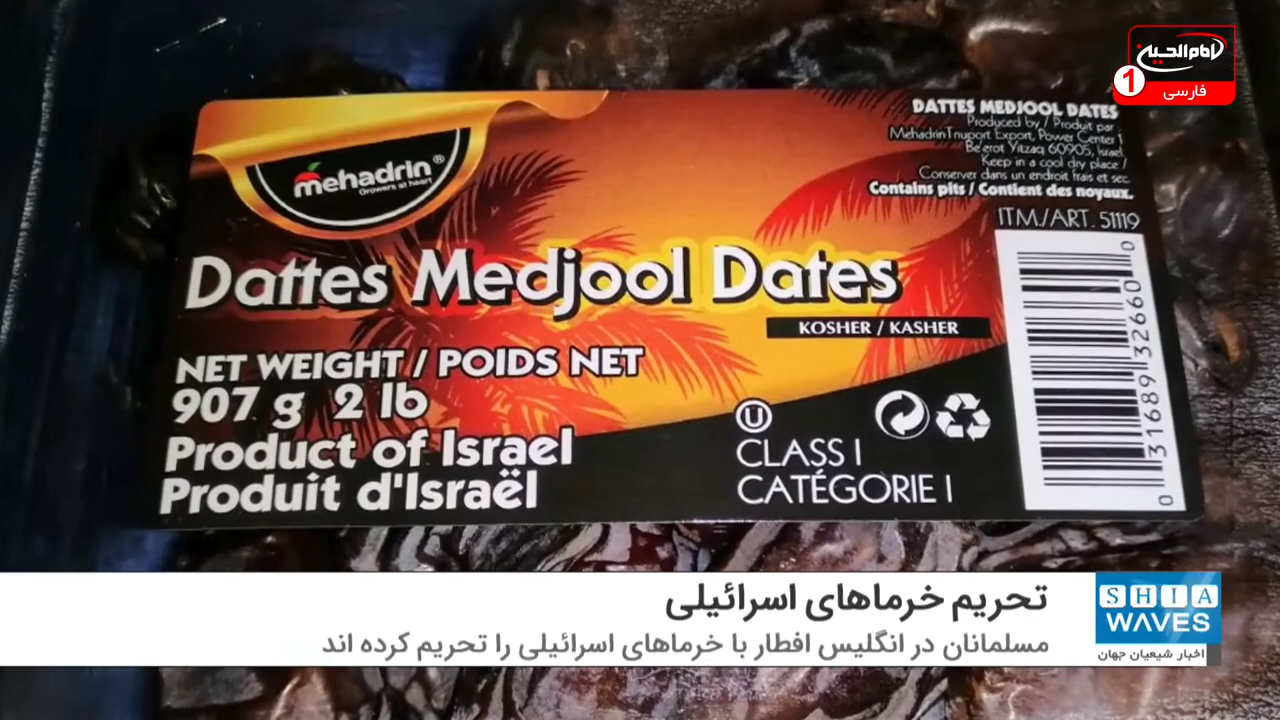 امام الحسین
1
فارسی
mehadrin®
Growers at heart
DATTES MEDJOOL DATES
Produced by / Produit par
Mehadrin Tnuport Export, Power Center 1
Be'erot Yitzaq 60905, Israel
Keep in a cool dry place /
Conserver dans un endroit frais et sec.
Contains pits / Contient des noyaux.
ITM./ART. 51119
Dattes Medjool Dates
KOSHER / KASHER
NET WEIGHT / POIDS NET
907 g 2 lb
Product of Israel
Produit d'Israël
U
CLASS I
CATÉGORIE I
0 31689 32660 0
تحریم خرماهای اسرائیلی
مسلمانان در انگلیس افطار با خرماهای اسرائیلی را تحریم کرده اند
SHIA
WAVES
اخبار شیعیان جهان